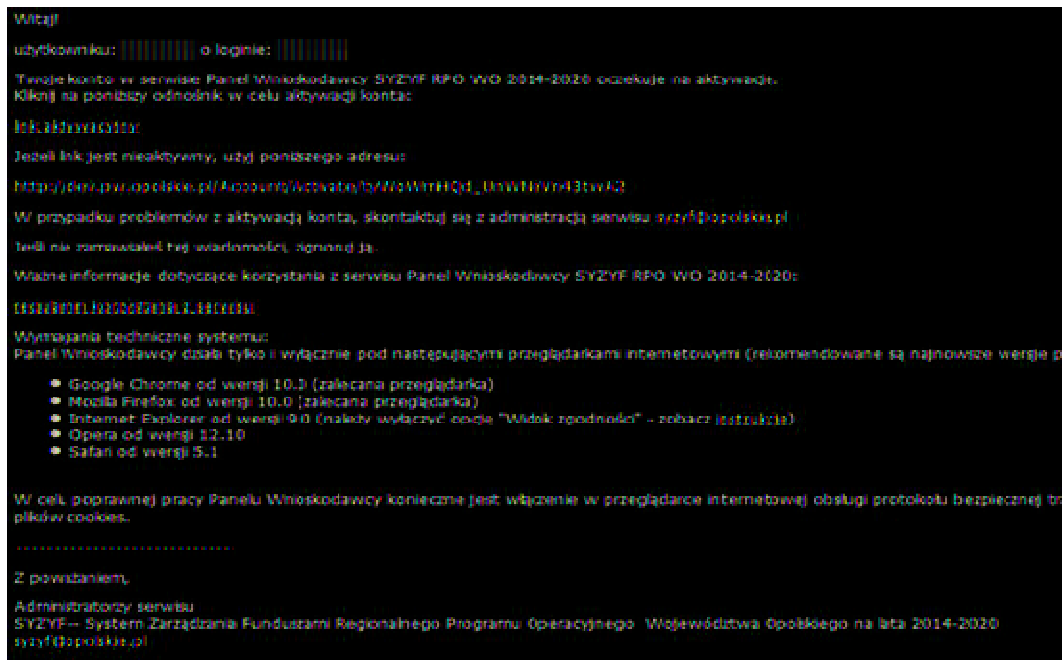 Witaj!
użytkowniku: o loginie:
Twoje konto w serwisie Panel Wnioskodawcy SYZYF RPO WO 2014-2020 oczekuje na aktywację.
Kliknij na poniższy odnośnik w celu aktywacji konta:
link aktywacyjny
Jeżeli link jest nieaktywny, użyj poniższego adresu:
W przypadku problemów z aktywacją konta, skontaktuj się z administracją serwisu syzyf@opolskie.pl
Jeśli nie zamawiałeś tej wiadomości, zignoruj ją.
Ważne informacje dotyczące korzystania z serwisu Panel Wnioskodawcy SYZYF RPO WO 2014-2020:
Wymagania techniczne systemu:
Panel Wnioskodawcy działa tylko i wyłącznie pod następującymi przeglądarkami internetowymi (rekomendowane są najnowsze wersje p
Google Chrome od wersji 10.0 (zalecana przeglądarka)
Mozilla Firefox od wersji 10.0 (zalecana przeglądarka)
Internet Explorer od wersji 9.0 (należy wyłączyć opcję "Widok zgodności" - zobacz instrukcję)
Opera od wersji 12.10
Safari od wersji 5.1
W celu poprawnej pracy Panelu Wnioskodawcy konieczne jest włączenie w przeglądarce internetowej obsługi protokołu bezpiecznej tr
plików cookies.
Z poważaniem,
Administratorzy serwisu
SYZYF-- System Zarządzania Funduszami Regionalnego Programu Operacyjnego Województwa Opolskiego na lata 2014-2020
syzyf@opolskie.pl